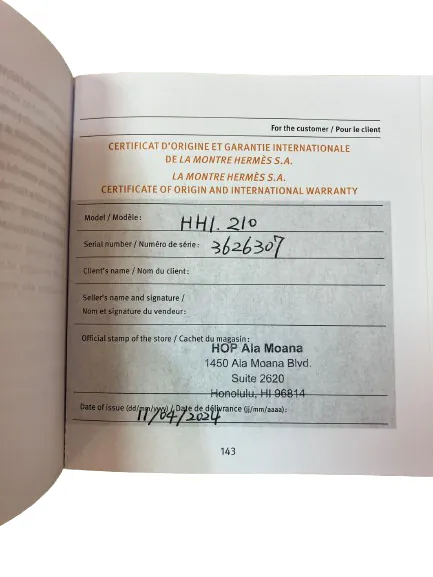 For the customer / Pour le client
CERTIFICAT D'ORIGINE ET GARANTIE INTERNATIONALE
DE LA MONTRE HERMÈS S.A.
LA MONTRE HERMÈS S.A.
CERTIFICATE OF ORIGIN AND INTERNATIONAL WARRANTY
Model / Modèle : HH1. 210
Serial number / Numéro de série : 3626307
Client's name / Nom du client :
Seller's name and signature /
Nom et signature du vendeur :
Official stamp of the store / Cachet du magasin :
HOP Ala Moana
1450 Ala Moana Blvd.
Suite 2620
Honolulu, HI 96814
Date of issue (dd/mm/yyyy) / Date de délivrance (jj/mm/aaaa) :
11/04/2024
143